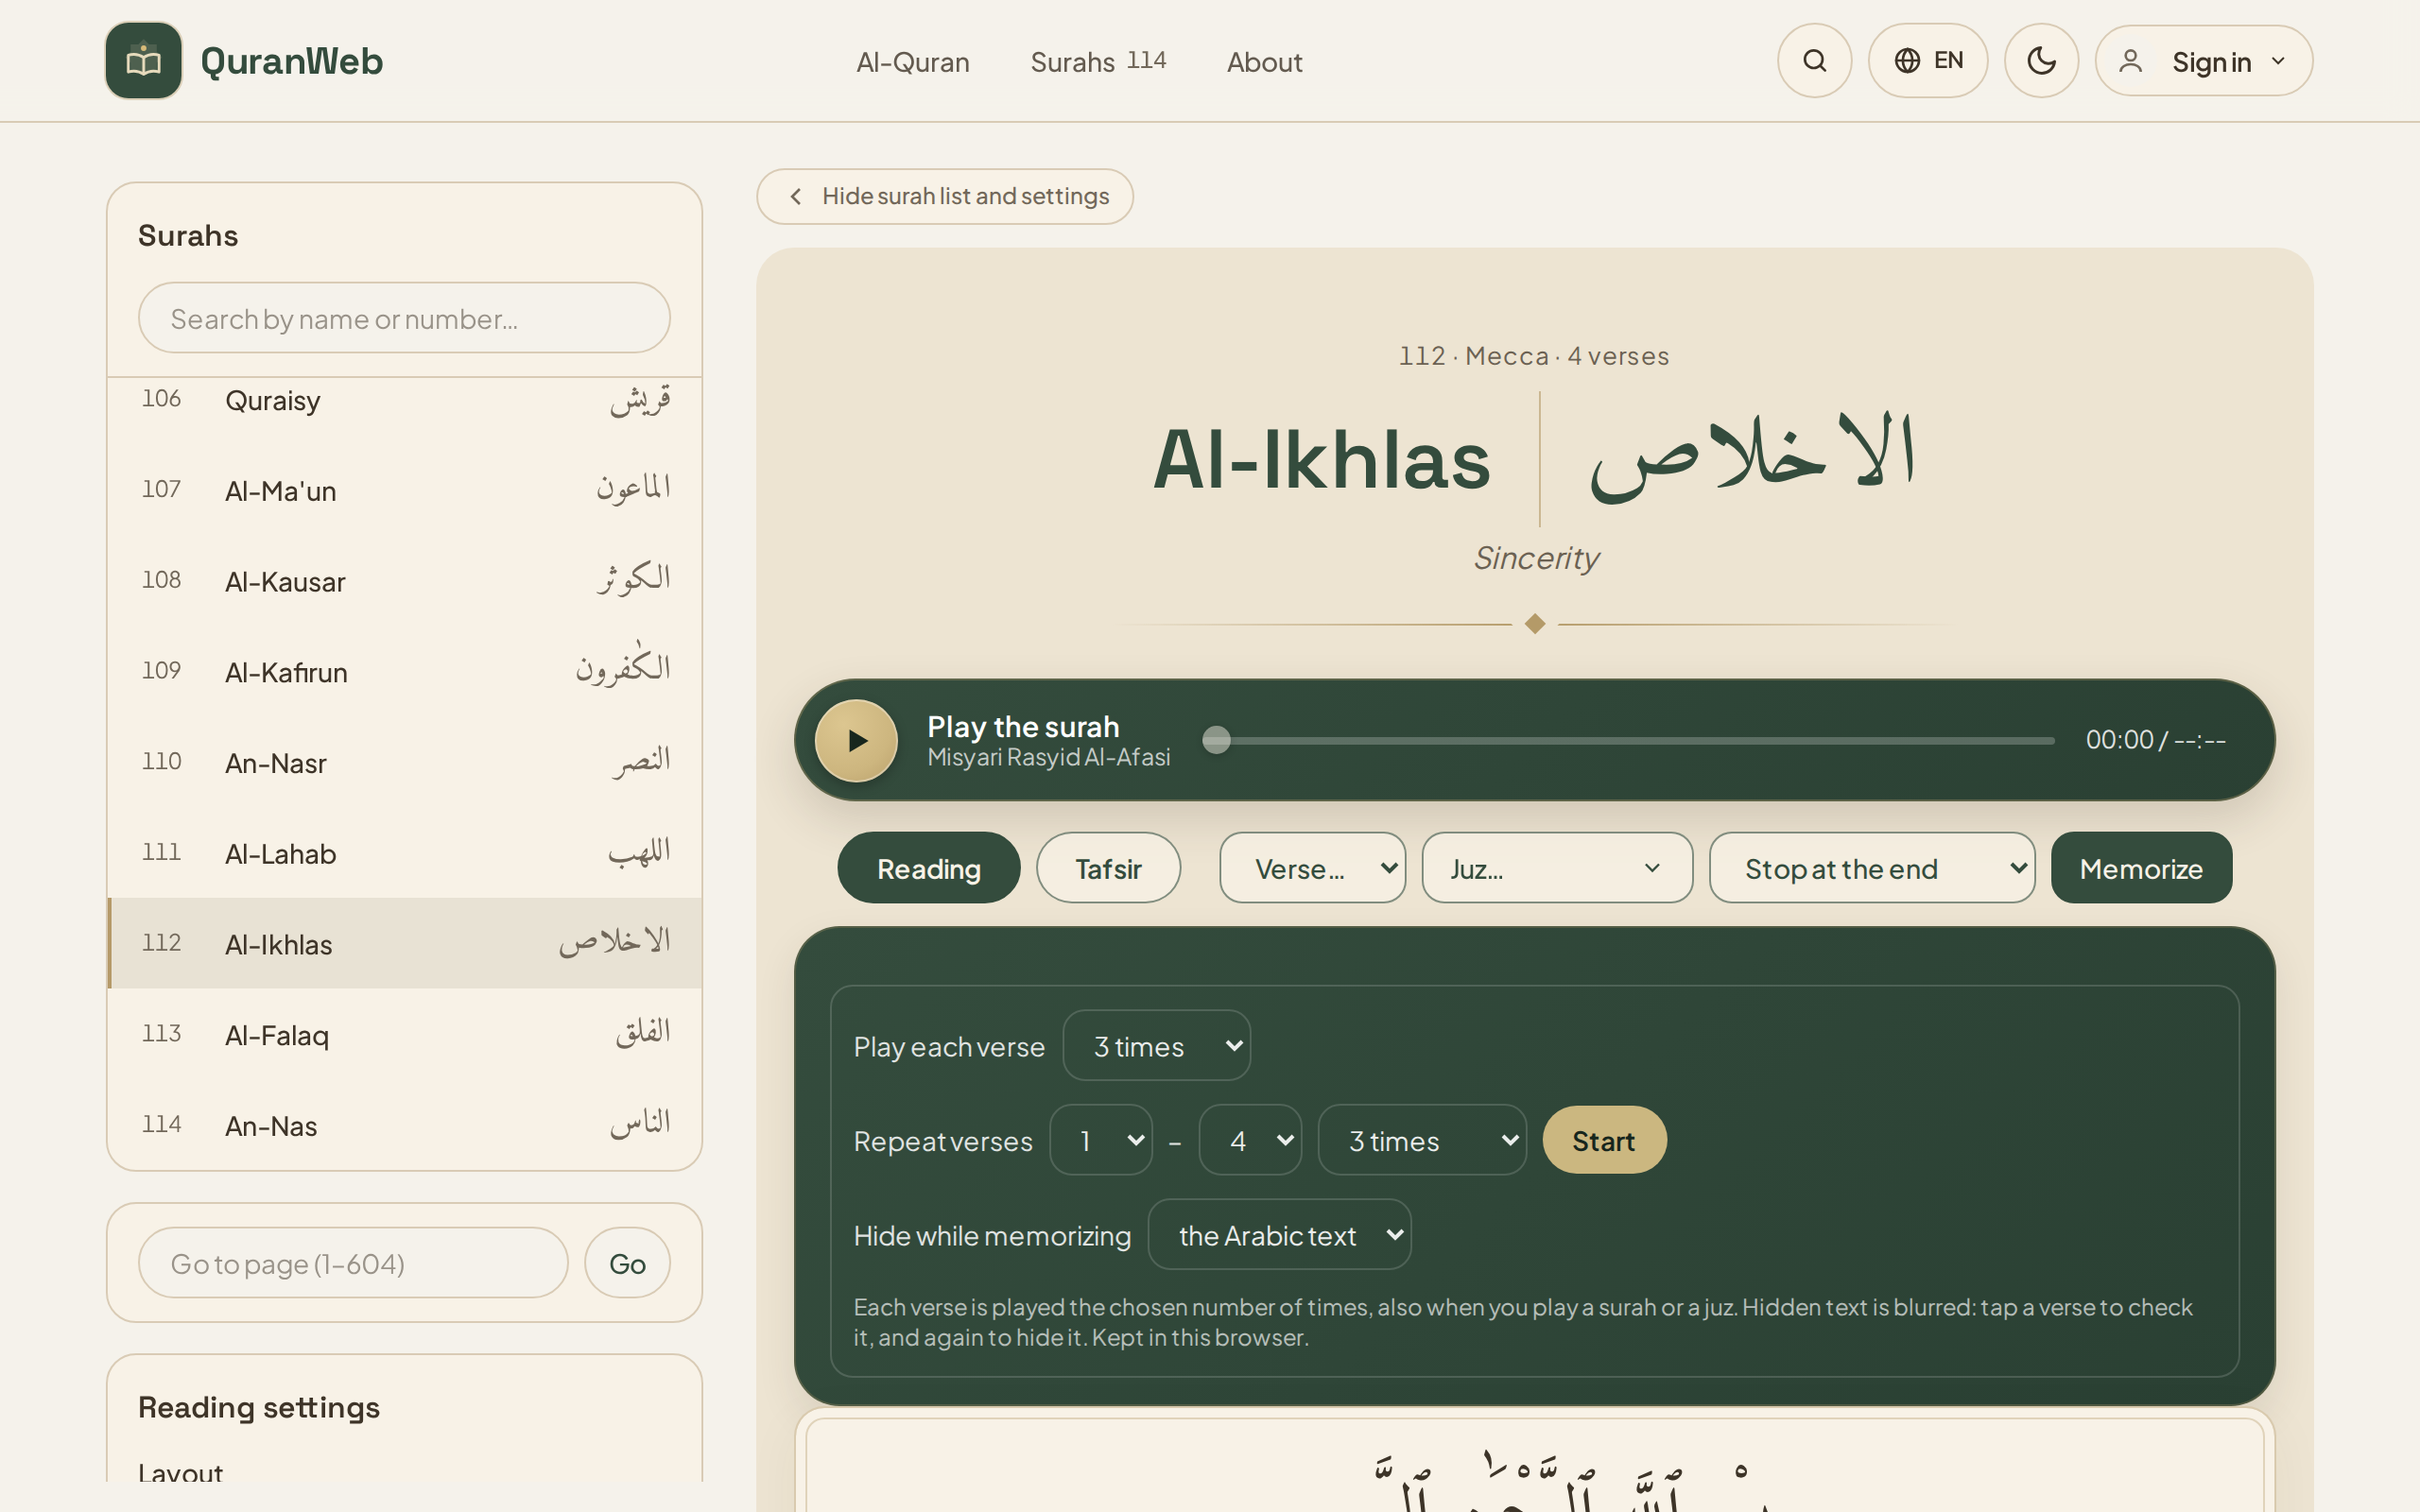 QuranWeb
Al-Quran Surahs 114 About
EN Sign in
Surahs
Search by name or number...
106 Quraisy قريش
107 Al-Ma'un الماعون
108 Al-Kausar الكوثر
109 Al-Kafirun الكٰفرون
110 An-Nasr النصر
111 Al-Lahab اللهب
112 Al-Ikhlas الاخلاص
113 Al-Falaq الفلق
114 An-Nas الناس
Go to page (1–604) Go
Reading settings
Layout
Hide surah list and settings
112 · Mecca · 4 verses
Al-Ikhlas الاخلاص
Sincerity
Play the surah
Misyari Rasyid Al-Afasi
00:00 / --:--
Reading Tafsir Verse... Juz... Stop at the end Memorize
Play each verse 3 times
Repeat verses 1 – 4 3 times Start
Hide while memorizing the Arabic text
Each verse is played the chosen number of times, also when you play a surah or a juz. Hidden text is blurred: tap a verse to check
it, and again to hide it. Kept in this browser.